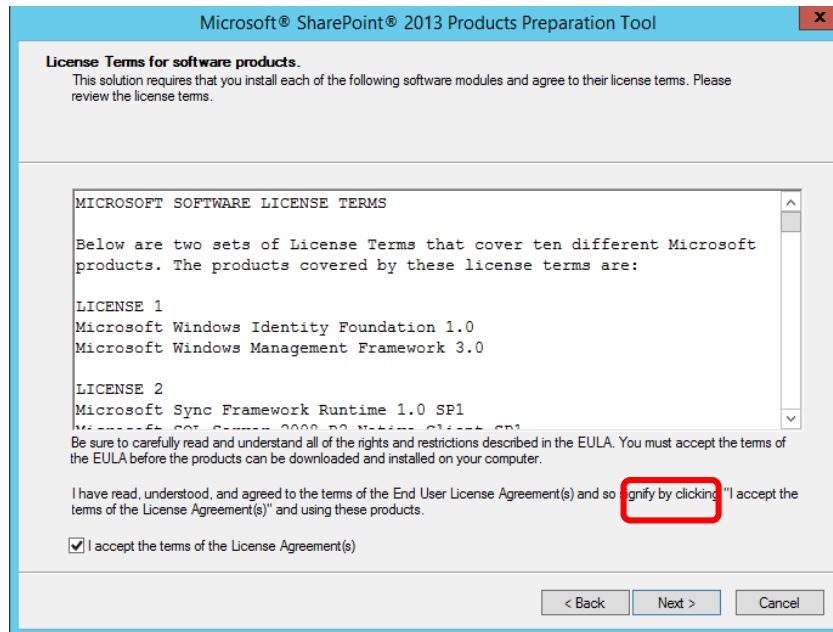 Microsoft® SharePoint® 2013 Products Preparation Tool
x
License Terms for software products.
This solution requires that you install each of the following software modules and agree to their license terms. Please
review the license terms.
MICROSOFT SOFTWARE LICENSE TERMS
Below are two sets of License Terms that cover ten different Microsoft
products. The products covered by these license terms are:
LICENSE 1
Microsoft Windows Identity Foundation 1.0
Microsoft Windows Management Framework 3.0
LICENSE 2
Microsoft Sync Framework Runtime 1.0 SP1
Microsoft SQL Server 2008 R2 Native Client SP1
Be sure to carefully read and understand all of the rights and restrictions described in the EULA. You must accept the terms of
the EULA before the products can be downloaded and installed on your computer.
I have read, understood, and agreed to the terms of the End User License Agreement(s) and so signify by clicking "I accept the
terms of the License Agreement(s)" and using these products.
I accept the terms of the License Agreement(s)
< Back Next > Cancel